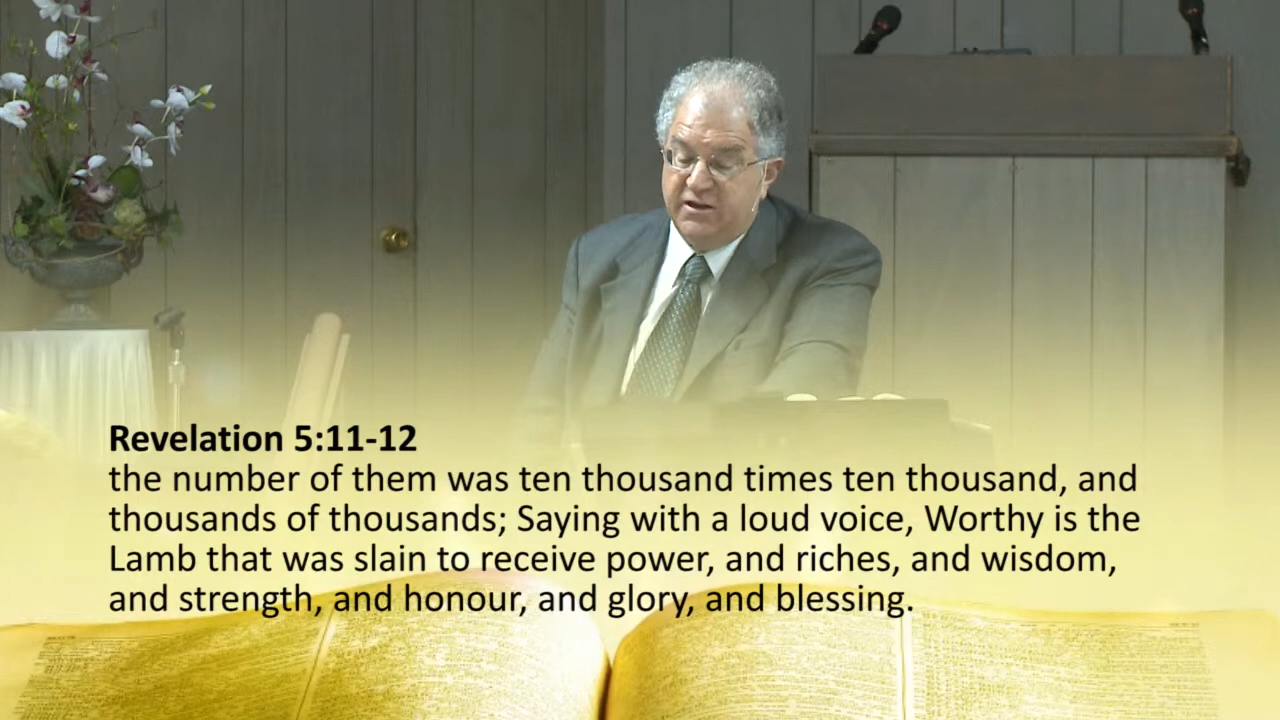 Revelation 5:11-12
the number of them was ten thousand times ten thousand, and
thousands of thousands; Saying with a loud voice, Worthy is the
Lamb that was slain to receive power, and riches, and wisdom,
and strength, and honour, and glory, and blessing.